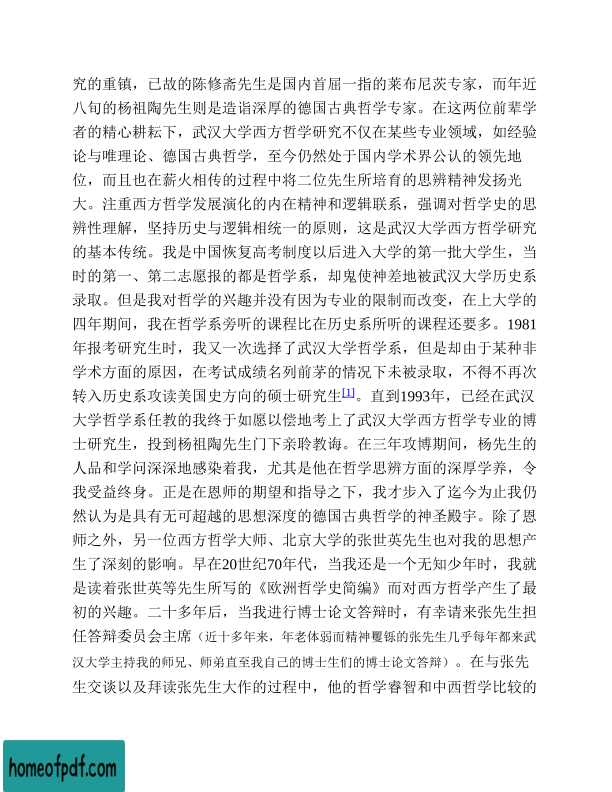 究的重镇，已故的陈修斋先生是国内首屈一指的莱布尼茨专家，而年近
八旬的杨祖陶先生则是造诣深厚的德国古典哲学专家。在这两位前辈学
者的精心耕耘下，武汉大学西方哲学研究不仅在某些专业领域，如经验
论与唯理论、德国古典哲学，至今仍然处于国内学术界公认的领先地
位，而且也在薪火相传的过程中将二位先生所培育的思辨精神发扬光
大。注重西方哲学发展演化的内在精神和逻辑联系，强调对哲学史的思
辨性理解，坚持历史与逻辑相统一的原则，这是武汉大学西方哲学研究
的基本传统。我是中国恢复高考制度以后进入大学的第一批大学生，当
时的第一、第二志愿报的都是哲学系，却鬼使神差地被武汉大学历史系
录取。但是我对哲学的兴趣并没有因为专业的限制而改变，在上大学的
四年期间，我在哲学系旁听的课程比在历史系所听的课程还要多。1981
年报考研究生时，我又一次选择了武汉大学哲学系，但是却由于某种非
学术方面的原因，在考试成绩名列前茅的情况下未被录取，不得不再次
转入历史系攻读美国史方向的硕士研究生[1]。直到1993年，已经在武汉
大学哲学系任教的我终于如愿以偿地考上了武汉大学西方哲学专业的博
士研究生，投到杨祖陶先生门下亲聆教诲。在三年攻博期间，杨先生的
人品和学问深深地感染着我，尤其是他在哲学思辨方面的深厚学养，令
我受益终身。正是在恩师的期望和指导之下，我才步入了迄今为止我仍
然认为是具有无可超越的思想深度的德国古典哲学的神圣殿宇。除了恩
师之外，另一位西方哲学大师、北京大学的张世英先生也对我的思想产
生了深刻的影响。早在20世纪70年代，当我还是一个无知少年时，我就
是读着张世英等先生所写的《欧洲哲学史简编》而对西方哲学产生了最
初的兴趣。二十多年后，当我进行博士论文答辩时，有幸请来张先生担
任答辩委员会主席（近十多年来，年老体弱而精神矍铄的张先生几乎每年都来武
汉大学主持我的师兄、师弟直至我自己的博士生们的博士论文答辩）。在与张先
生交谈以及拜读张先生大作的过程中，他的哲学睿智和中西哲学比较的
homeofpdf.com